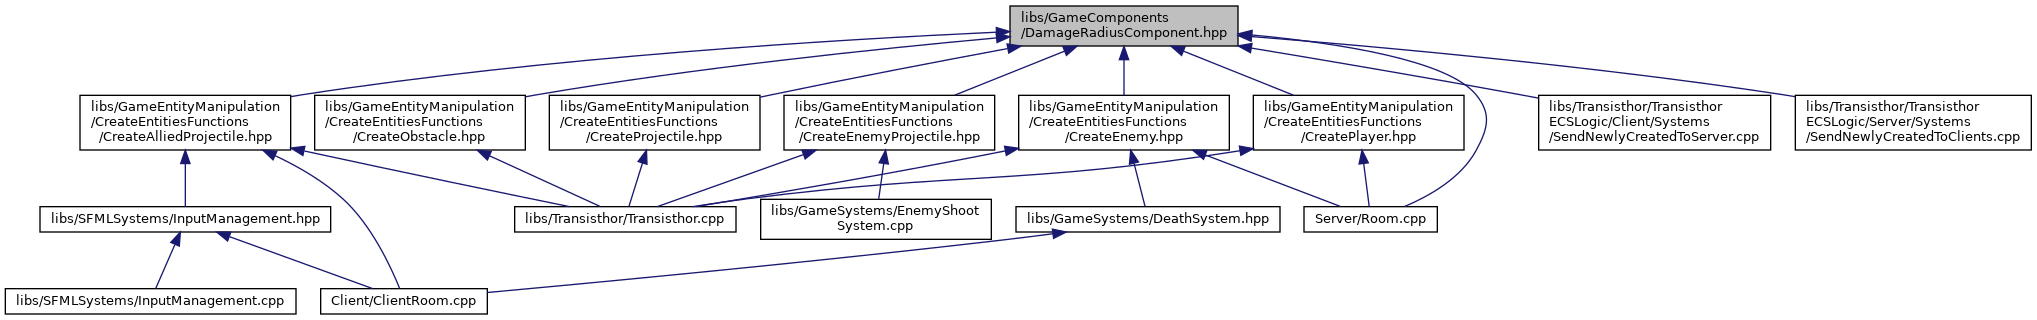 libs/GameComponents
/DamageRadiusComponent.hpp
libs/GameEntityManipulation
/CreateEntitiesFunctions
/CreateAlliedProjectile.hpp
libs/GameEntityManipulation
/CreateEntitiesFunctions
/CreateObstacle.hpp
libs/GameEntityManipulation
/CreateEntitiesFunctions
/CreateProjectile.hpp
libs/GameEntityManipulation
/CreateEntitiesFunctions
/CreateEnemyProjectile.hpp
libs/GameEntityManipulation
/CreateEntitiesFunctions
/CreateEnemy.hpp
libs/GameEntityManipulation
/CreateEntitiesFunctions
/CreatePlayer.hpp
libs/Transisthor/Transisthor
ECSLogic/Client/Systems
/SendNewlyCreatedToServer.cpp
libs/Transisthor/Transisthor
ECSLogic/Server/Systems
/SendNewlyCreatedToClients.cpp
libs/SFMLSystems/InputManagement.hpp
libs/Transisthor/Transisthor.cpp
libs/GameSystems/EnemyShoot
System.cpp
libs/GameSystems/DeathSystem.hpp
Server/Room.cpp
libs/SFMLSystems/InputManagement.cpp
Client/ClientRoom.cpp